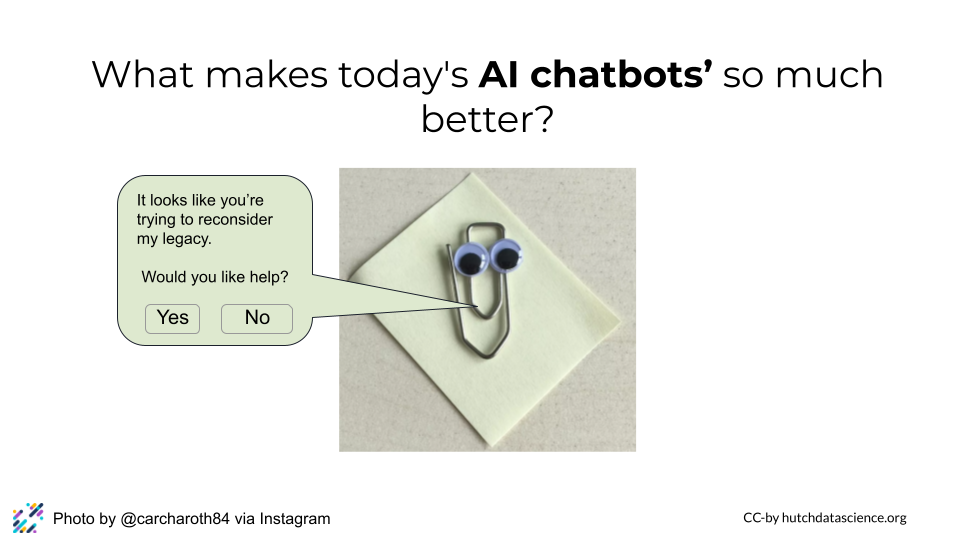 What makes today's AI chatbots’ so much
better?
It looks like you’re
trying to reconsider
my legacy.
Would you like help?
Yes No
Photo by @carcharoth84 via Instagram
CC-by hutchdatascience.org